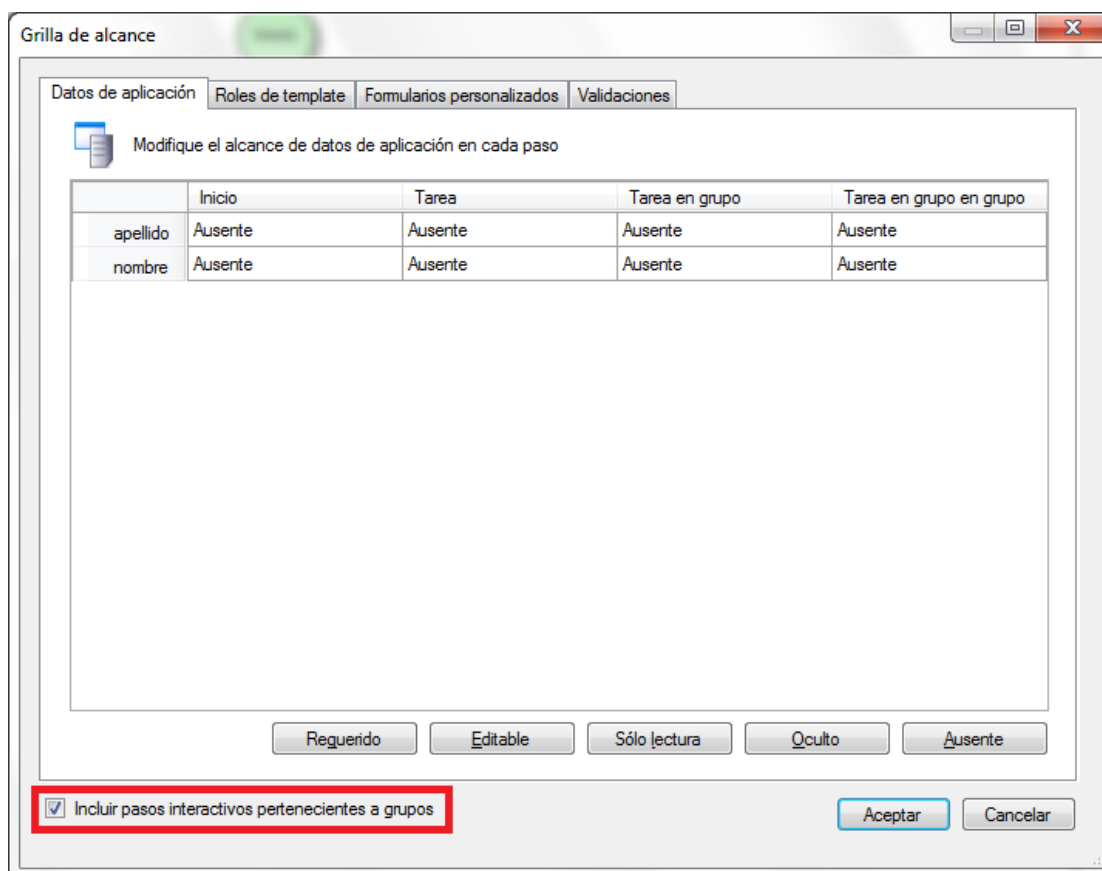 Grilla de alcance
Datos de aplicación Roles de template Formularios personalizados Validaciones
Modifique el alcance de datos de aplicación en cada paso
Inicio Tarea Tarea en grupo Tarea en grupo en grupo
apellido Ausente Ausente Ausente Ausente
nombre Ausente Ausente Ausente Ausente
Requerido Editable Sólo lectura Oculto Ausente
Incluir pasos interactivos pertenecientes a grupos
Aceptar Cancelar